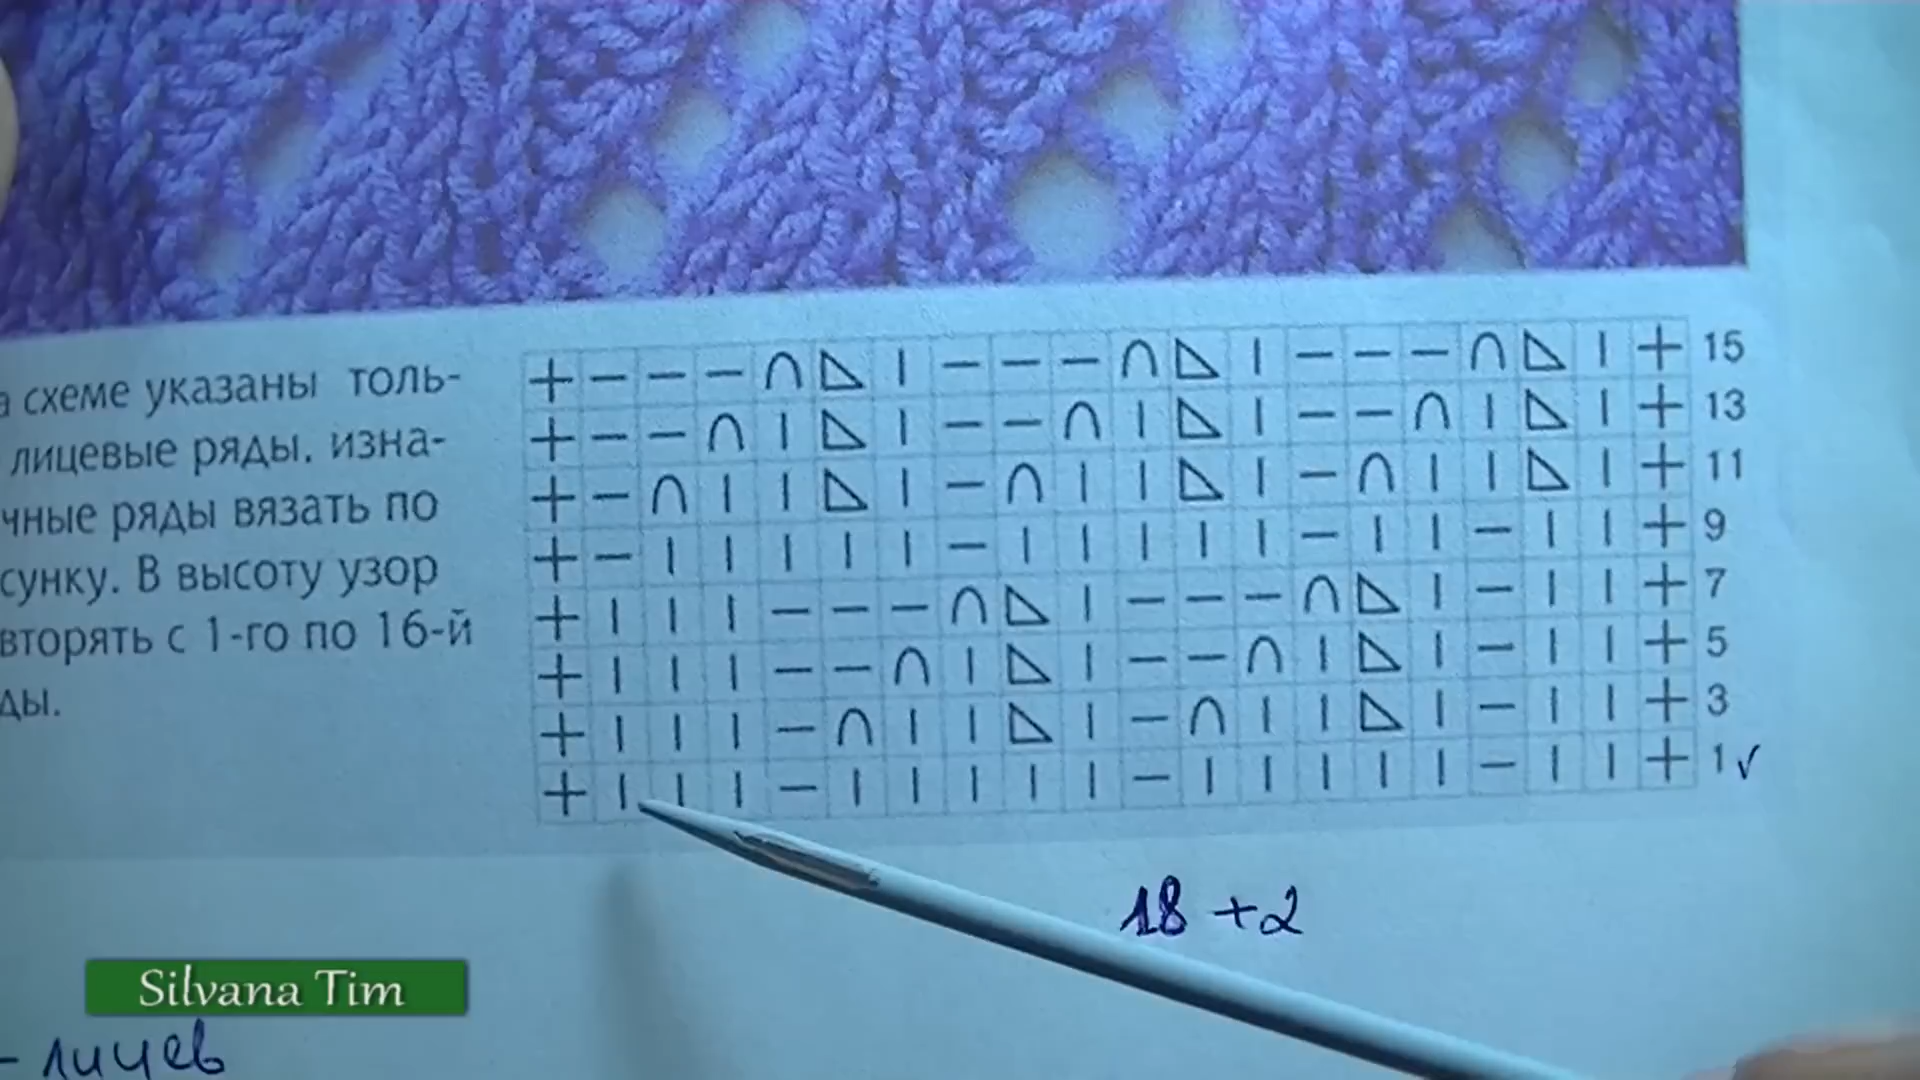 а схеме указаны толь-
лицевые ряды, изна-
чные ряды вязать по
сунку. В высоту узор
вторять с 1-го по 16-й
ды.
+ – – – ∩ ◺ I – – – ∩ ◺ I – – – ∩ ◺ I + 15
+ – – ∩ I ◺ I – – ∩ I ◺ I – – ∩ I ◺ I + 13
+ – ∩ I I ◺ I – ∩ I I ◺ I – ∩ I I ◺ I + 11
+ – I I I I I – I I I I I – I I – I I + 9
+ I I I – – – ∩ ◺ I – – – ∩ ◺ I – I I + 7
+ I I I – – ∩ I ◺ I – – ∩ I ◺ I – I I + 5
+ I I I – ∩ I I ◺ I – ∩ I I ◺ I – I I + 3
+ I I I – I I I I I – I I I I I – I I + 1 ✓
18 + 2
Silvana Tim
– лицев